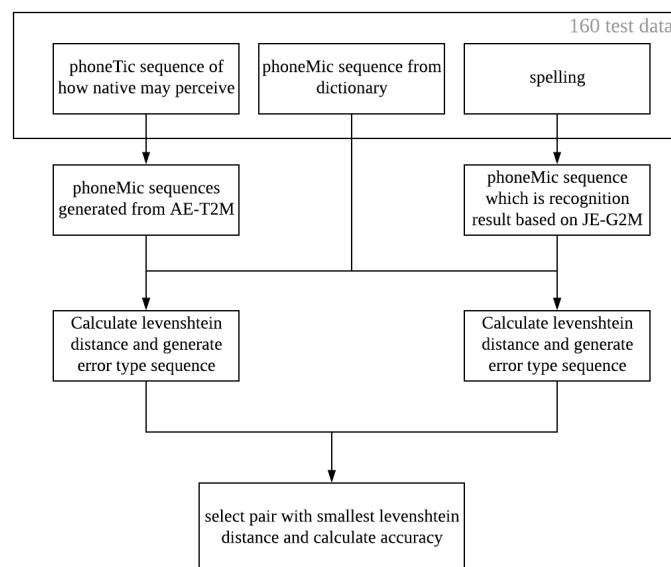 160 test data
phoneTic sequence of
how native may perceive
phoneMic sequence from
dictionary
spelling
phoneMic sequences
generated from AE-T2M
phoneMic sequence
which is recognition
result based on JE-G2M
Calculate levenshtein
distance and generate
error type sequence
Calculate levenshtein
distance and generate
error type sequence
select pair with smallest levenshtein
distance and calculate accuracy